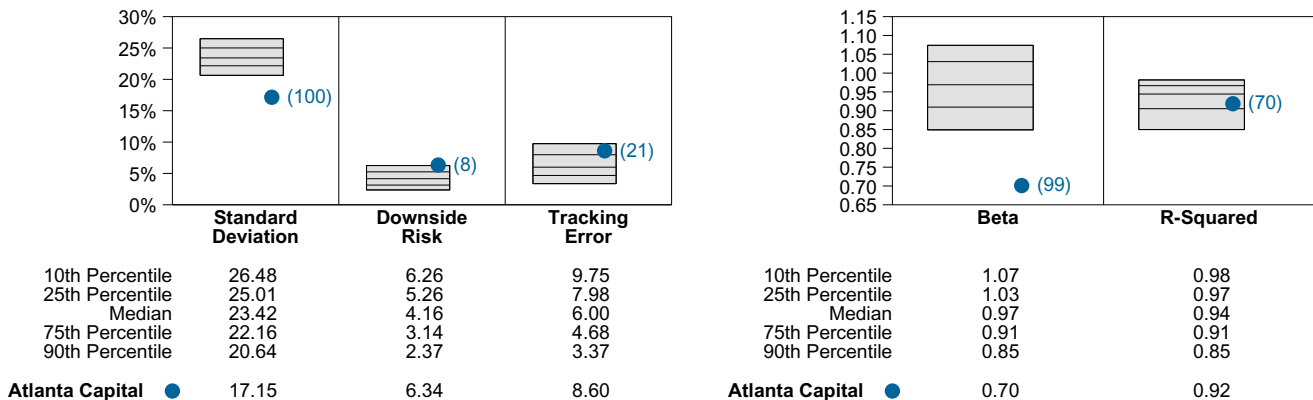 30%
25%
20%
15%
10%
5%
0%
(100)
(8)
(21)
Standard Deviation
Downside Risk
Tracking Error
10th Percentile 26.48 6.26 9.75
25th Percentile 25.01 5.26 7.98
Median 23.42 4.16 6.00
75th Percentile 22.16 3.14 4.68
90th Percentile 20.64 2.37 3.37
Atlanta Capital 17.15 6.34 8.60
1.15
1.10
1.05
1.00
0.95
0.90
0.85
0.80
0.75
0.70
0.65
(99)
(70)
Beta
R-Squared
10th Percentile 1.07 0.98
25th Percentile 1.03 0.97
Median 0.97 0.94
75th Percentile 0.91 0.91
90th Percentile 0.85 0.85
Atlanta Capital 0.70 0.92